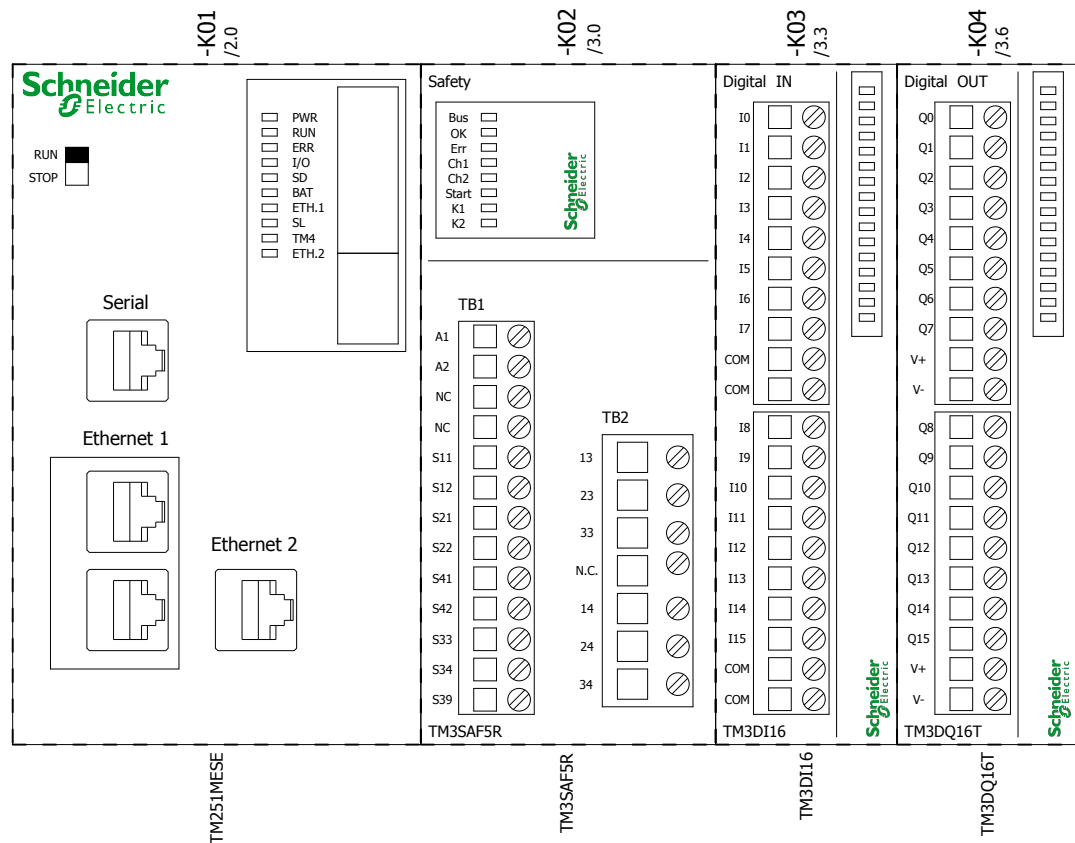 -K01
/2.0
-K02
/3.0
-K03
/3.3
-K04
/3.6
Schneider
Electric
RUN
STOP
PWR
RUN
ERR
I/O
SD
BAT
ETH.1
SL
TM4
ETH.2
Serial
Ethernet 1
Ethernet 2
TM251MESE
Safety
Bus
OK
Err
Ch1
Ch2
Start
K1
K2
Schneider
Electric
TB1
A1
A2
NC
NC
S11
S12
S21
S22
S41
S42
S33
S34
S39
TB2
13
23
33
N.C.
14
24
34
TM3SAF5R
TM3SAF5R
Digital IN
I0
I1
I2
I3
I4
I5
I6
I7
COM
COM
I8
I9
I10
I11
I12
I13
I14
I15
COM
COM
Schneider
Electric
TM3DI16
TM3DI16
Digital OUT
Q0
Q1
Q2
Q3
Q4
Q5
Q6
Q7
V+
V-
Q8
Q9
Q10
Q11
Q12
Q13
Q14
Q15
V+
V-
Schneider
Electric
TM3DQ16T
TM3DQ16T